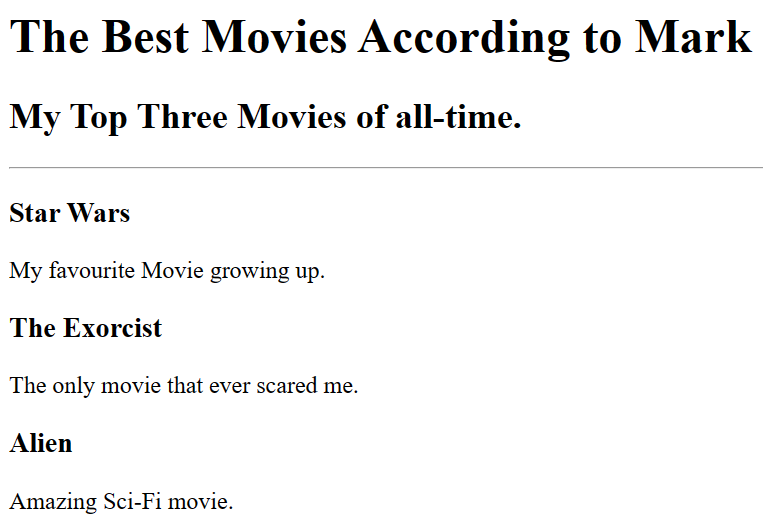 The Best Movies According to Mark
My Top Three Movies of all-time.
Star Wars
My favourite Movie growing up.
The Exorcist
The only movie that ever scared me.
Alien
Amazing Sci-Fi movie.